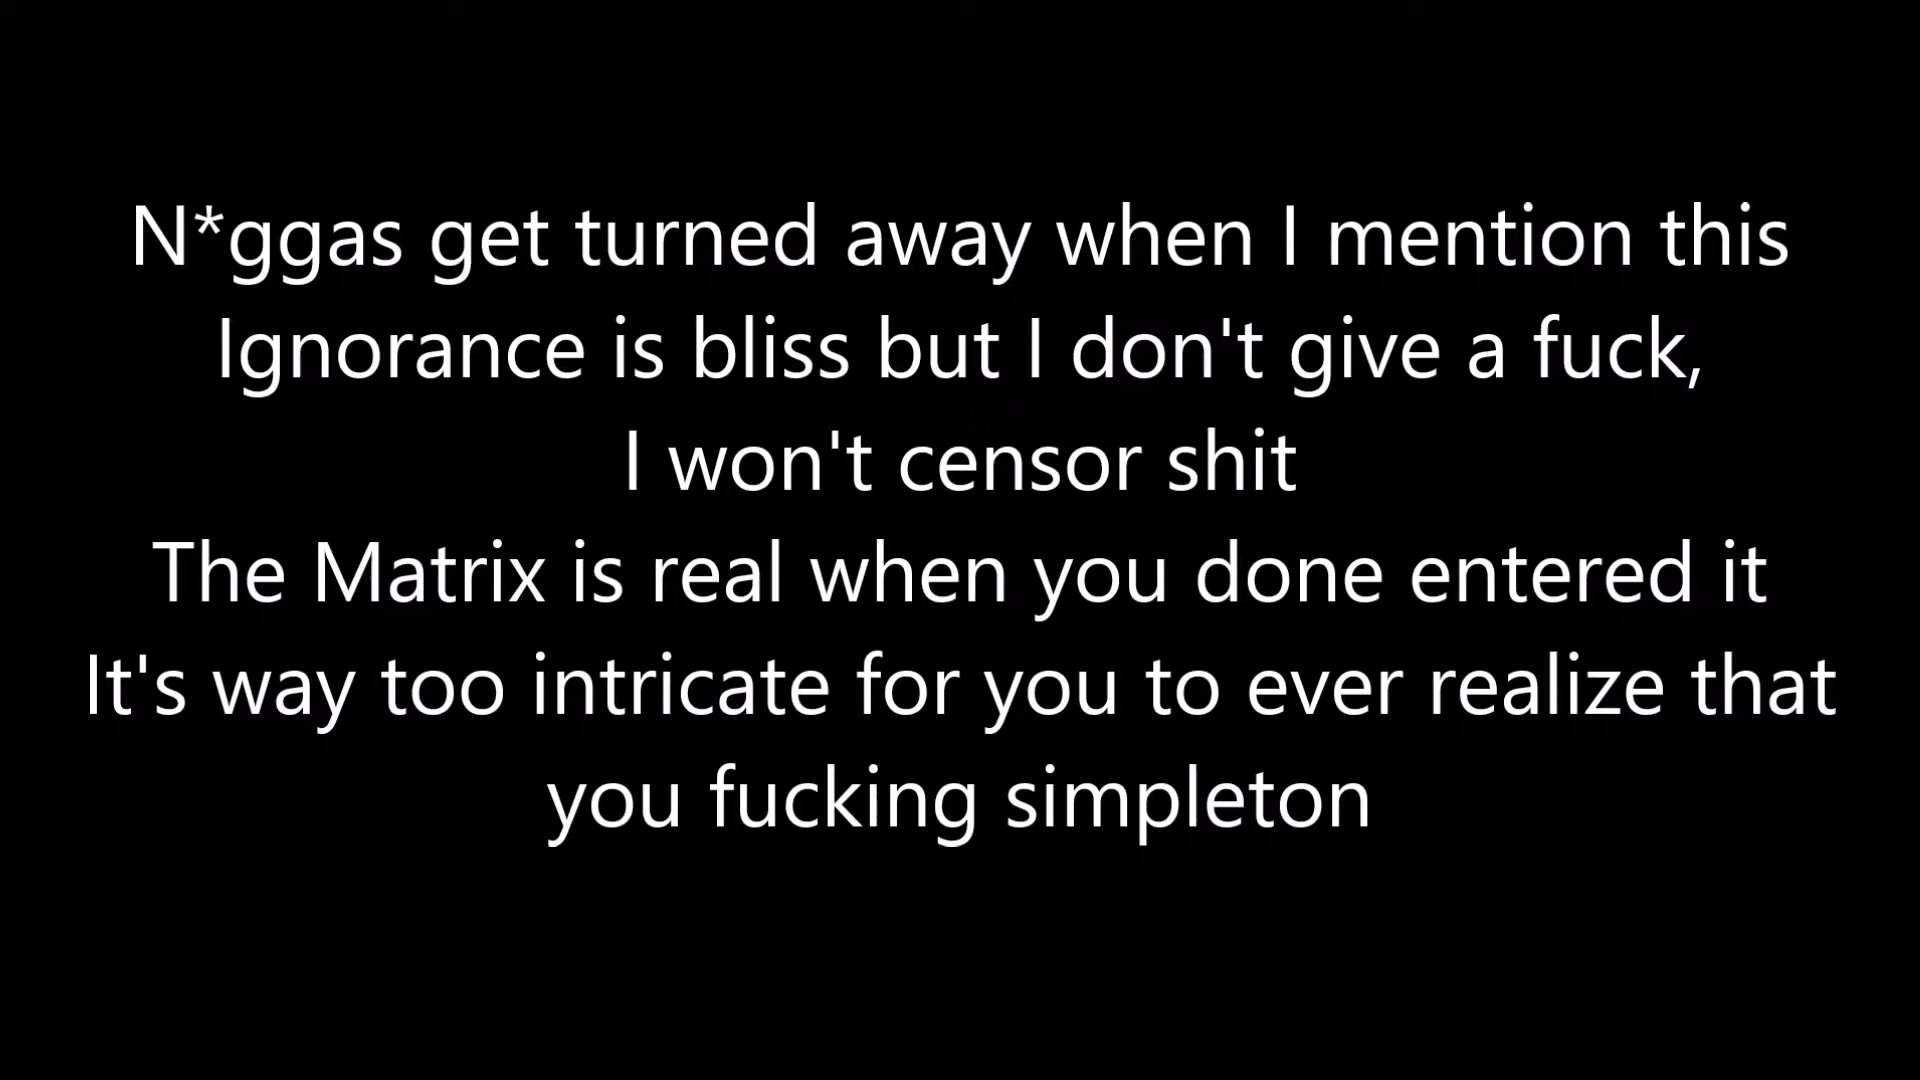 N*ggas get turned away when I mention this
Ignorance is bliss but I don't give a fuck,
I won't censor shit
The Matrix is real when you done entered it
It's way too intricate for you to ever realize that
you fucking simpleton